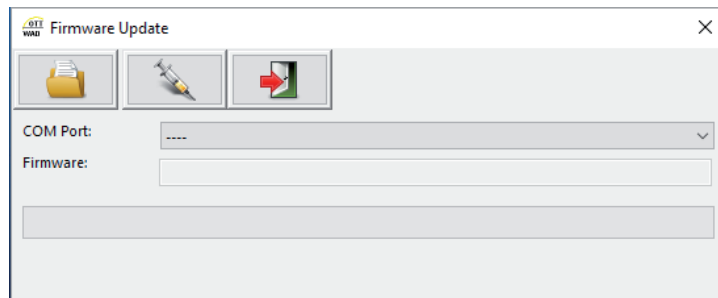 OTT
WAD
Firmware Update
COM Port:
----
Firmware: